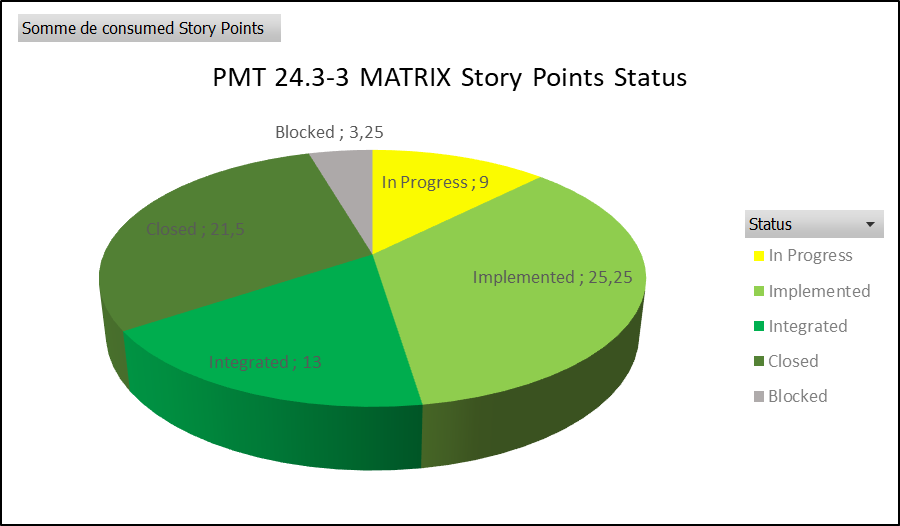 Somme de consumed Story Points
PMT 24.3-3 MATRIX Story Points Status
Blocked ; 3,25
In Progress ; 9
Closed ; 21,5
Implemented ; 25,25
Integrated ; 13
Status
In Progress
Implemented
Integrated
Closed
Blocked